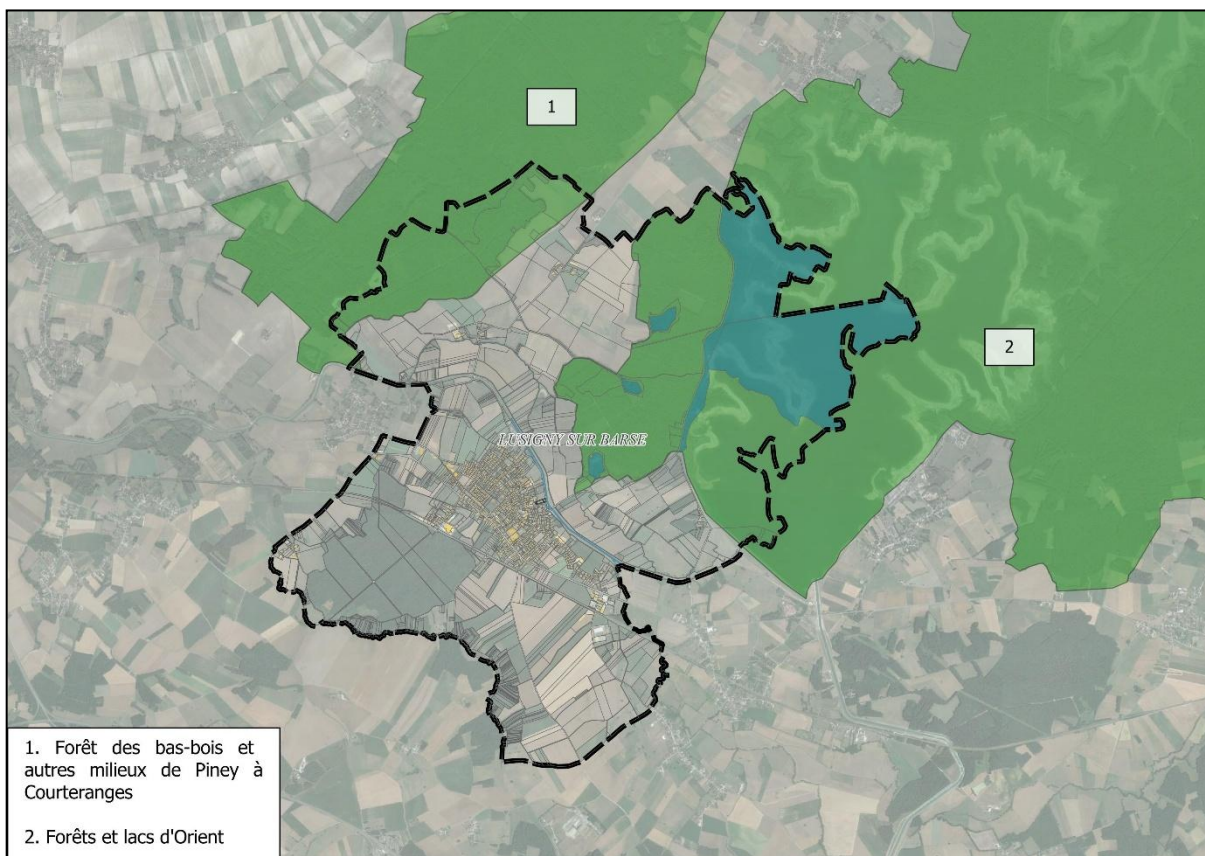 1
2
LUSIGNY SUR BARSE
1. Forêt des bas-bois et
autres milieux de Piney à
Courteranges
2. Forêts et lacs d'Orient